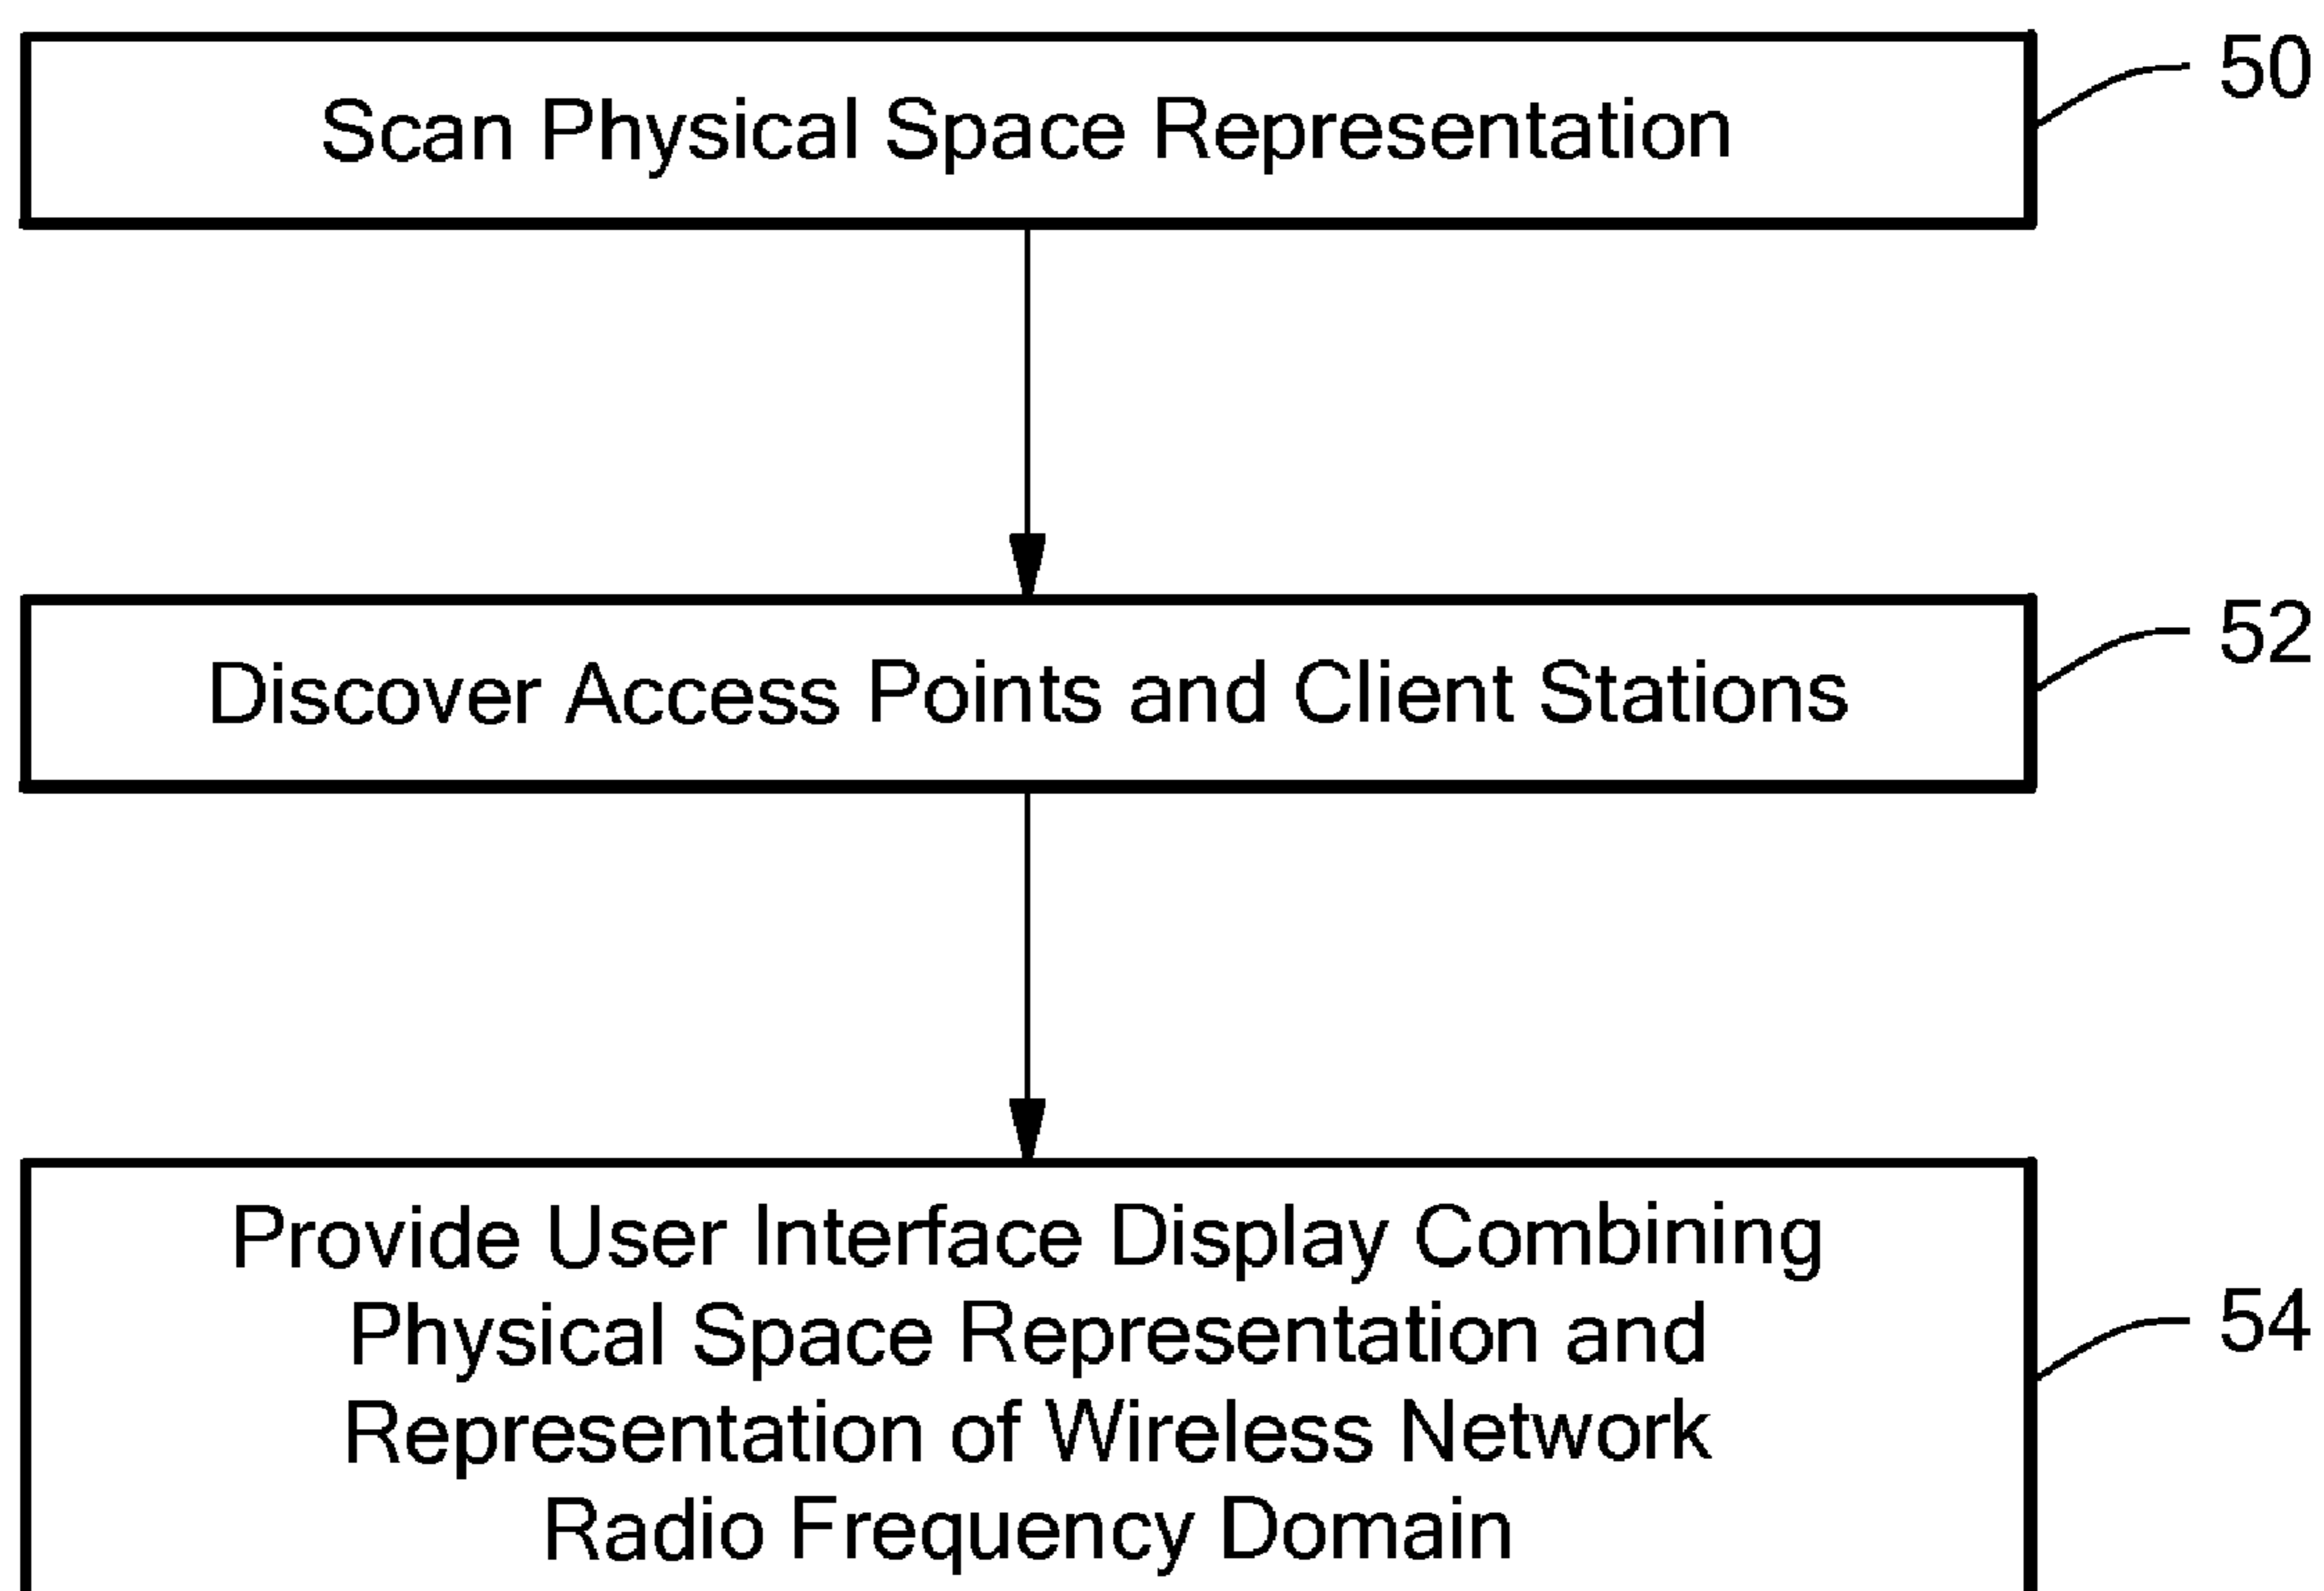 Scan Physical Space Representation
50
Discover Access Points and Client Stations
52
Provide User Interface Display Combining
Physical Space Representation and
Representation of Wireless Network
Radio Frequency Domain
54